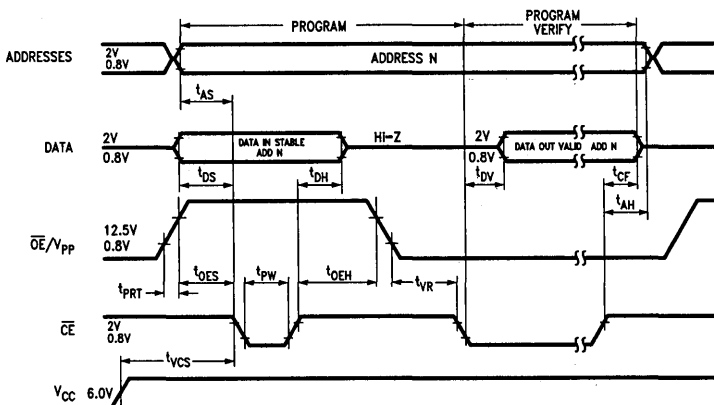 PROGRAM
PROGRAM
VERIFY
ADDRESSES
2V
0.8V
ADDRESS N
tAS
DATA
2V
0.8V
DATA IN STABLE
ADD N
HI-Z
2V
0.8V
DATA OUT VALID ADD N
tDS
tDH
tDV
tCF
tAH
OE/VPP
12.5V
0.8V
tPRT
tOES
tPW
tOEH
tVR
CE
2V
0.8V
tVCS
VCC 6.0V